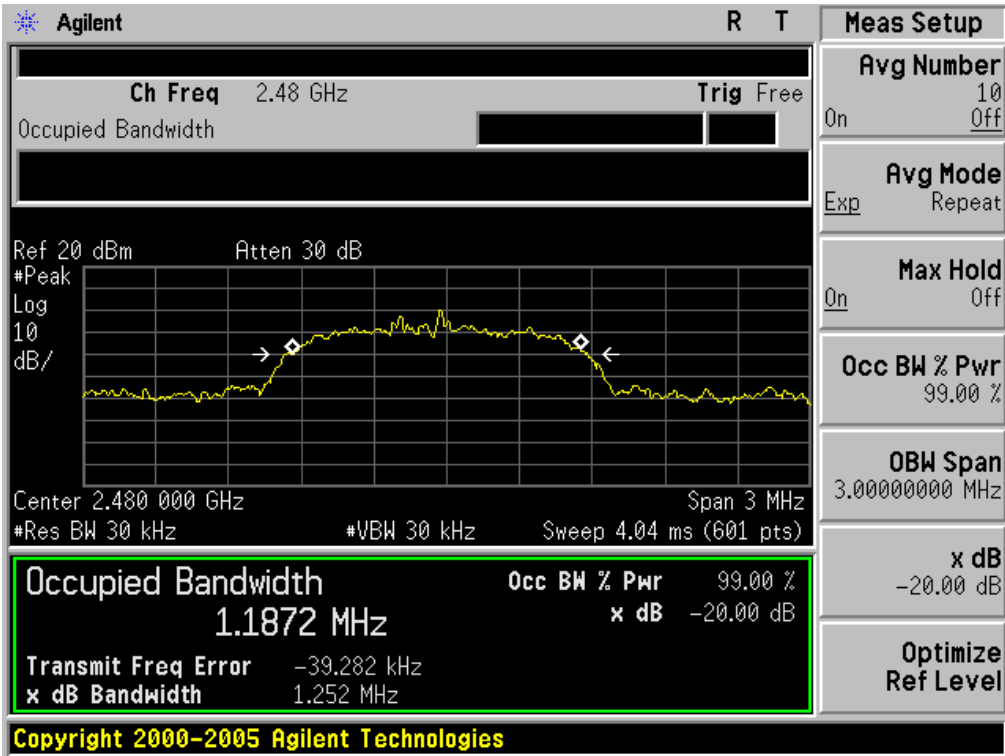 Agilent R T
Ch Freq 2.48 GHz Trig Free
Occupied Bandwidth
Ref 20 dBm Atten 30 dB
#Peak
Log
10
dB/
Center 2.480 000 GHz Span 3 MHz
#Res BW 30 kHz #VBW 30 kHz Sweep 4.04 ms (601 pts)
Occupied Bandwidth Occ BW % Pwr 99.00 %
1.1872 MHz x dB -20.00 dB
Transmit Freq Error -39.282 kHz
x dB Bandwidth 1.252 MHz
Copyright 2000-2005 Agilent Technologies
Meas Setup
Avg Number
10
On Off
Avg Mode
Exp Repeat
Max Hold
On Off
Occ BW % Pwr
99.00 %
OBW Span
3.00000000 MHz
x dB
-20.00 dB
Optimize
Ref Level